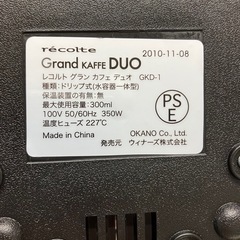 récolte
Grand KAFFE DUO
2010-11-08
レコルト グラン カフェ デュオ GKD-1
種類：ドリップ式(水容器一体型)
保温装置の有無：無
最大使用容量：300ml
100V 50/60Hz 350W
温度ヒューズ 227℃
Made in China
PS
E
OKANO Co.,Ltd
発売元 ウィナーズ株式会社